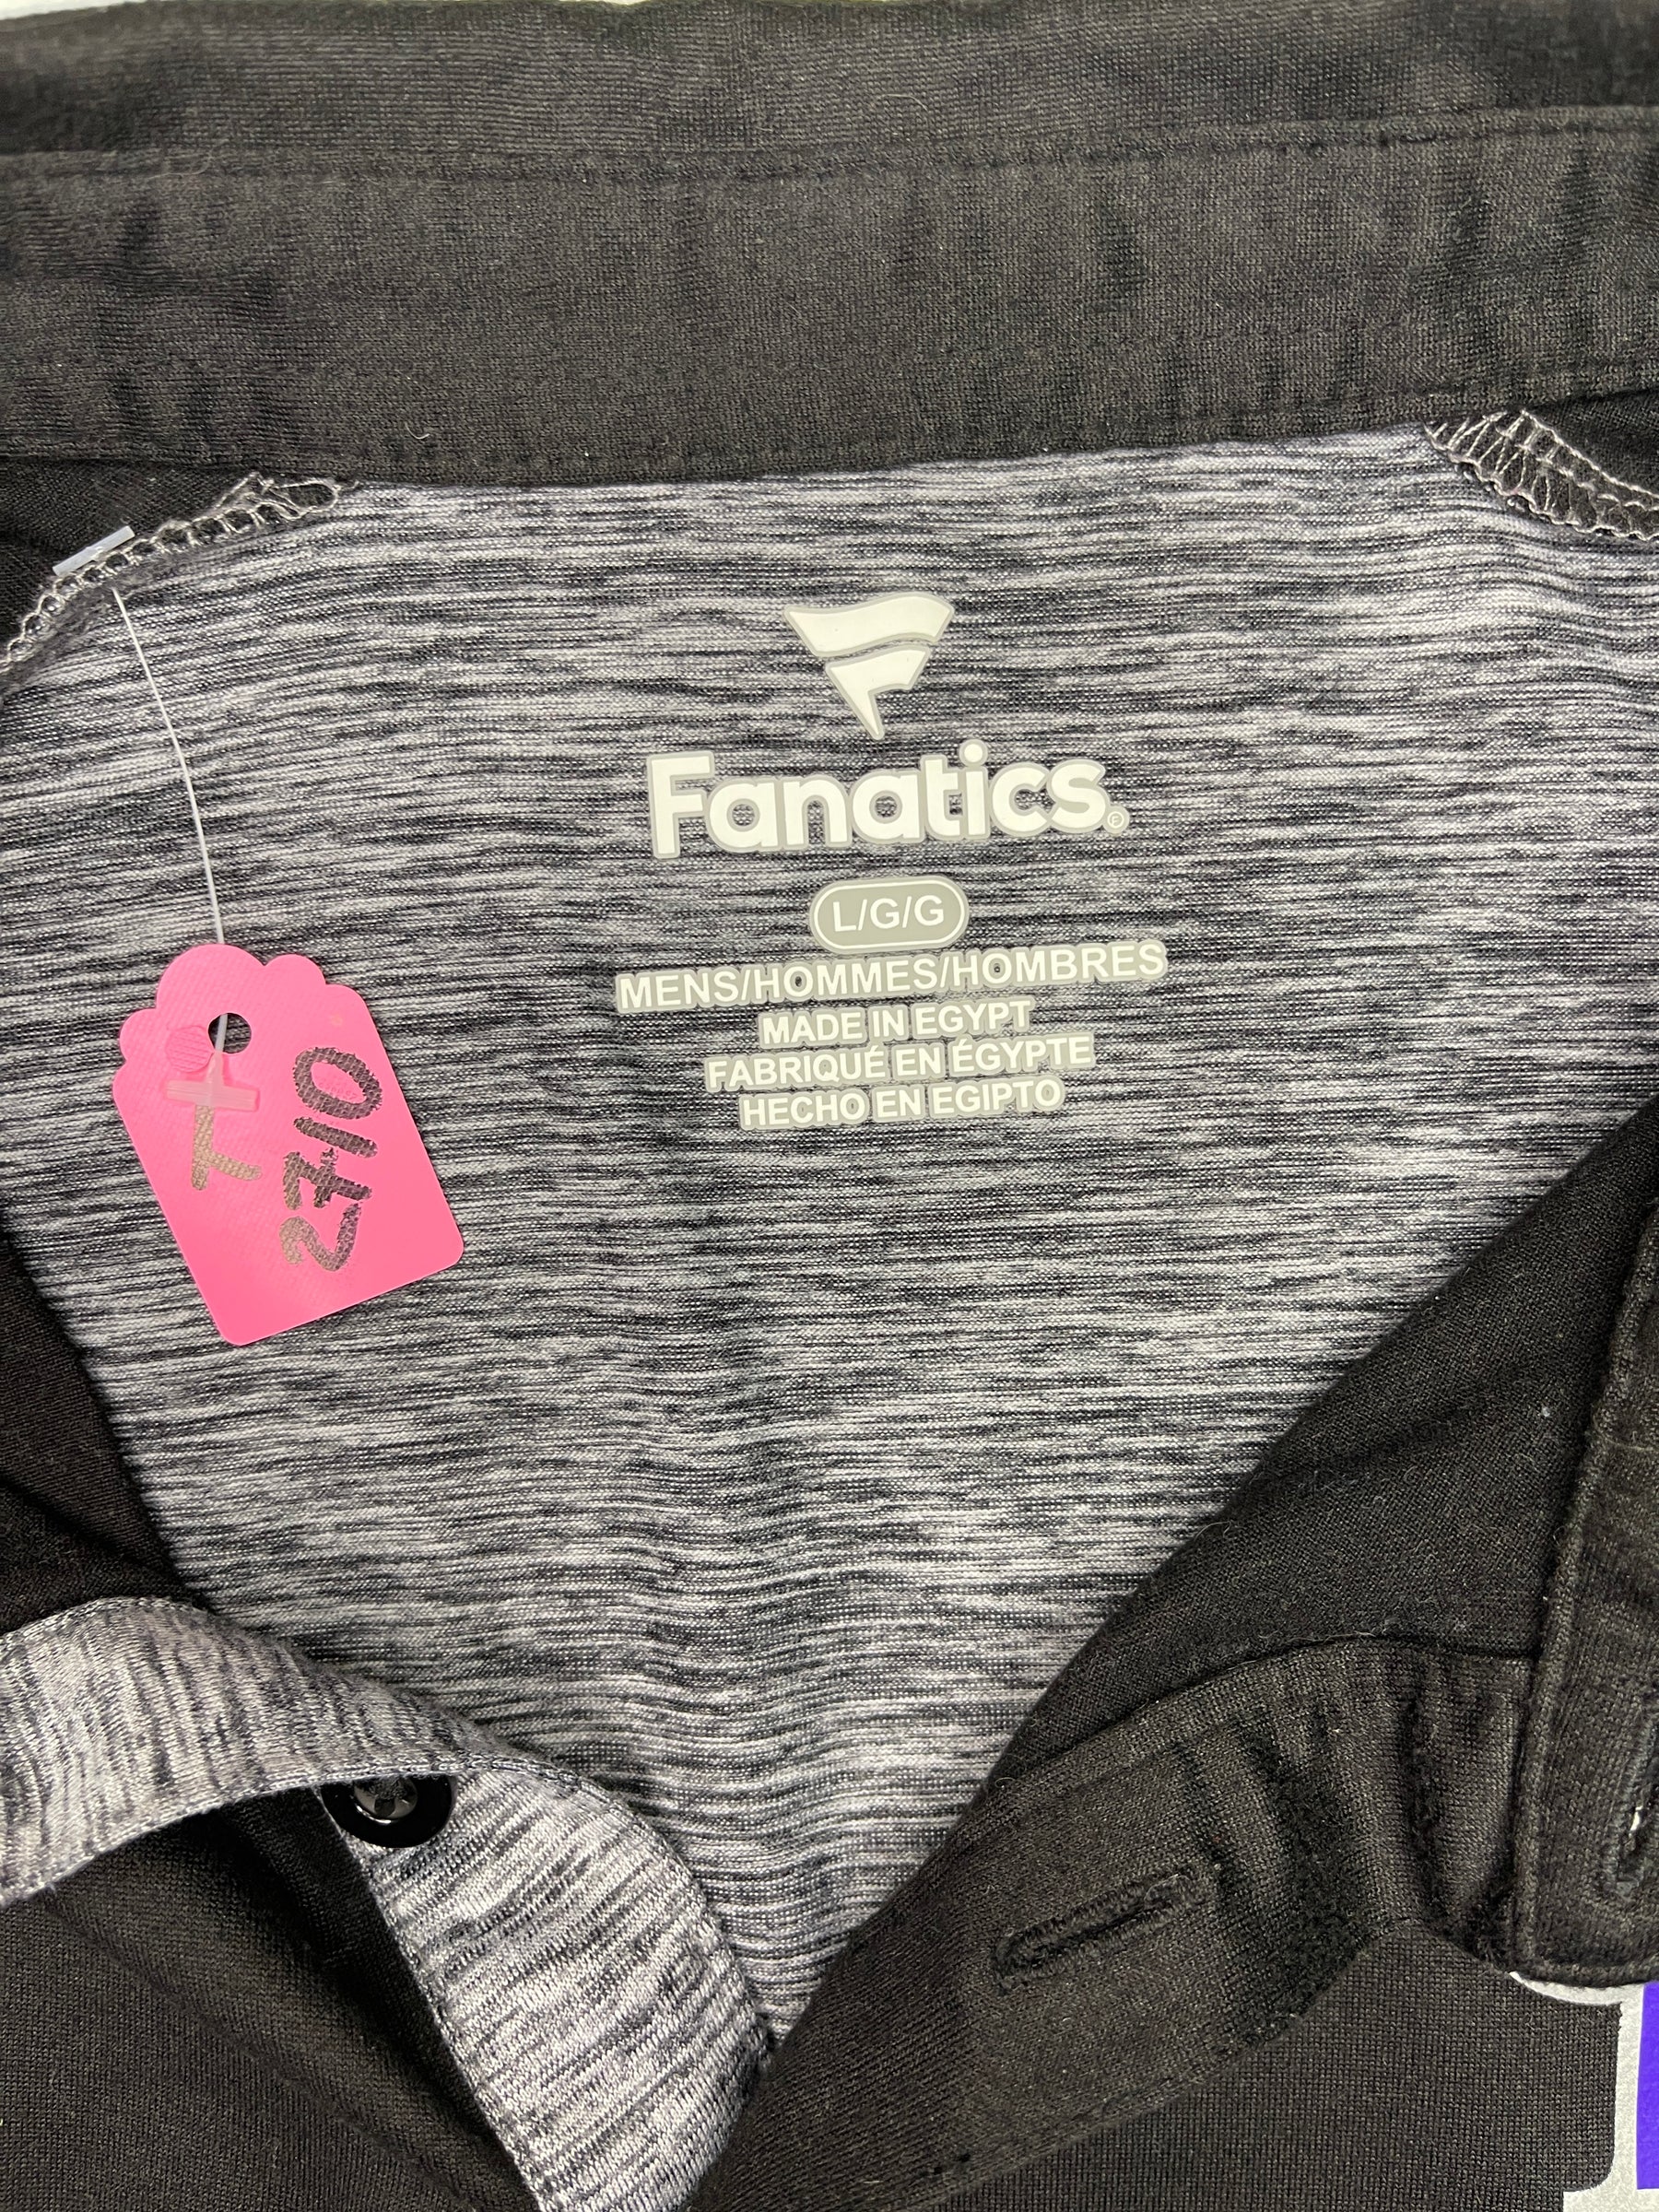 Fanatics®
L/G/G
MENS/HOMMES/HOMBRES
MADE IN EGYPT
FABRIQUÉ EN ÉGYPTE
HECHO EN EGIPTO
2710